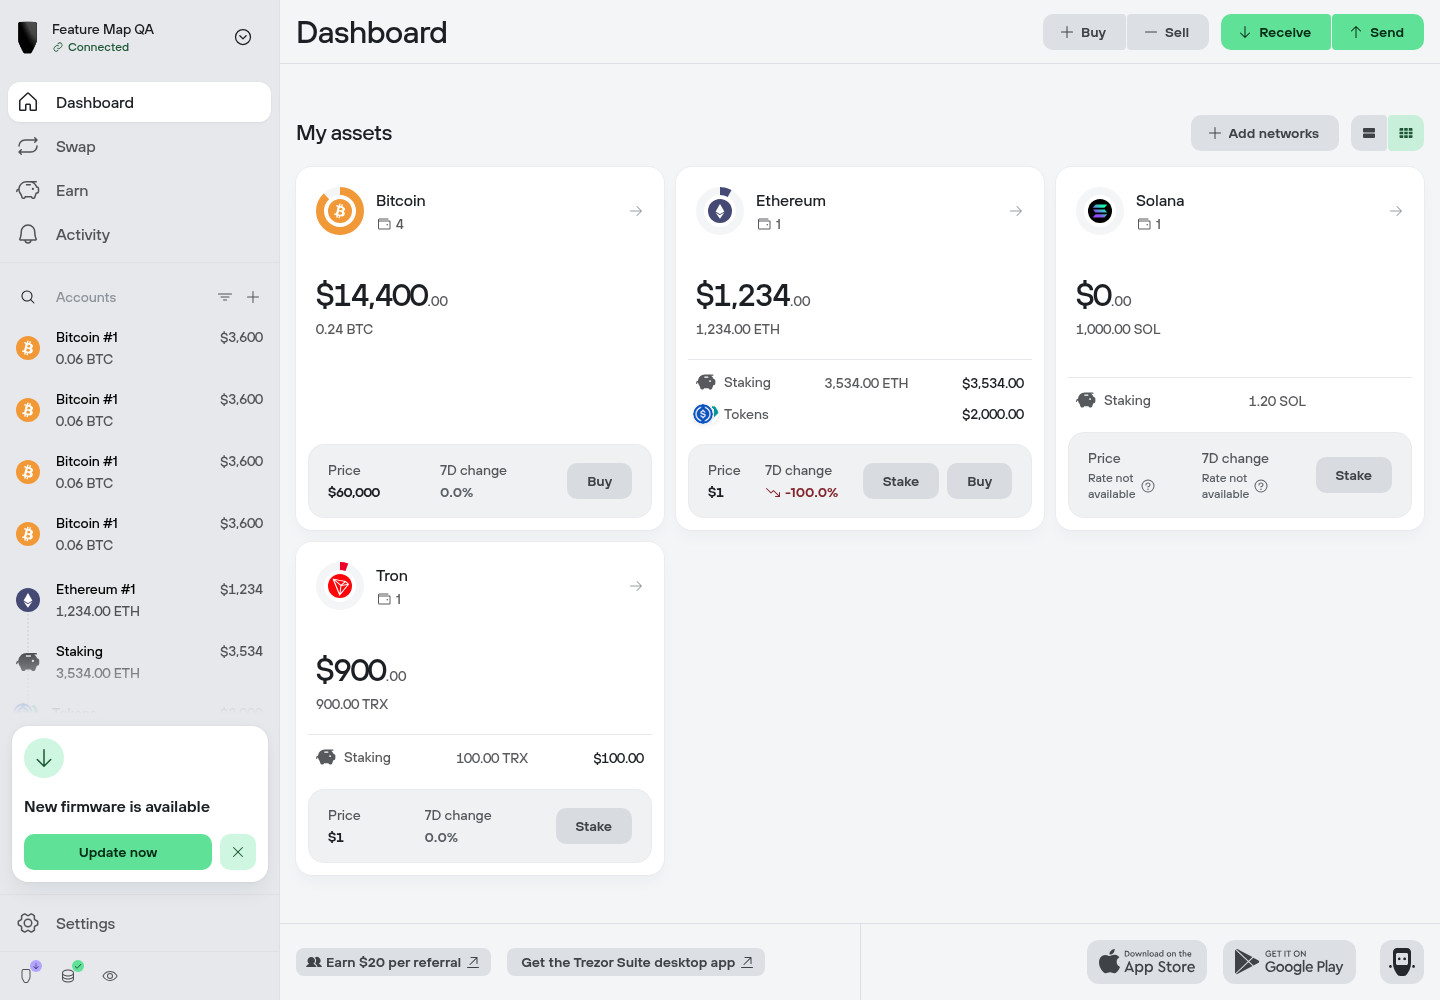 Feature Map QA
Connected
Dashboard
Swap
Earn
Activity
Accounts
Bitcoin #1 $3,600
0.06 BTC
Bitcoin #1 $3,600
0.06 BTC
Bitcoin #1 $3,600
0.06 BTC
Bitcoin #1 $3,600
0.06 BTC
Ethereum #1 $1,234
1,234.00 ETH
Staking $3,534
3,534.00 ETH
New firmware is available
Update now
Settings
Dashboard
Buy Sell Receive Send
My assets
Add networks
Bitcoin
4
$14,400.00
0.24 BTC
Price 7D change
$60,000 0.0%
Buy
Ethereum
1
$1,234.00
1,234.00 ETH
Staking 3,534.00 ETH $3,534.00
Tokens $2,000.00
Price 7D change
$1 -100.0%
Stake Buy
Solana
1
$0.00
1,000.00 SOL
Staking 1.20 SOL
Price 7D change
Rate not available Rate not available
Stake
Tron
1
$900.00
900.00 TRX
Staking 100.00 TRX $100.00
Price 7D change
$1 0.0%
Stake
Earn $20 per referral
Get the Trezor Suite desktop app
Download on the
App Store
GET IT ON
Google Play